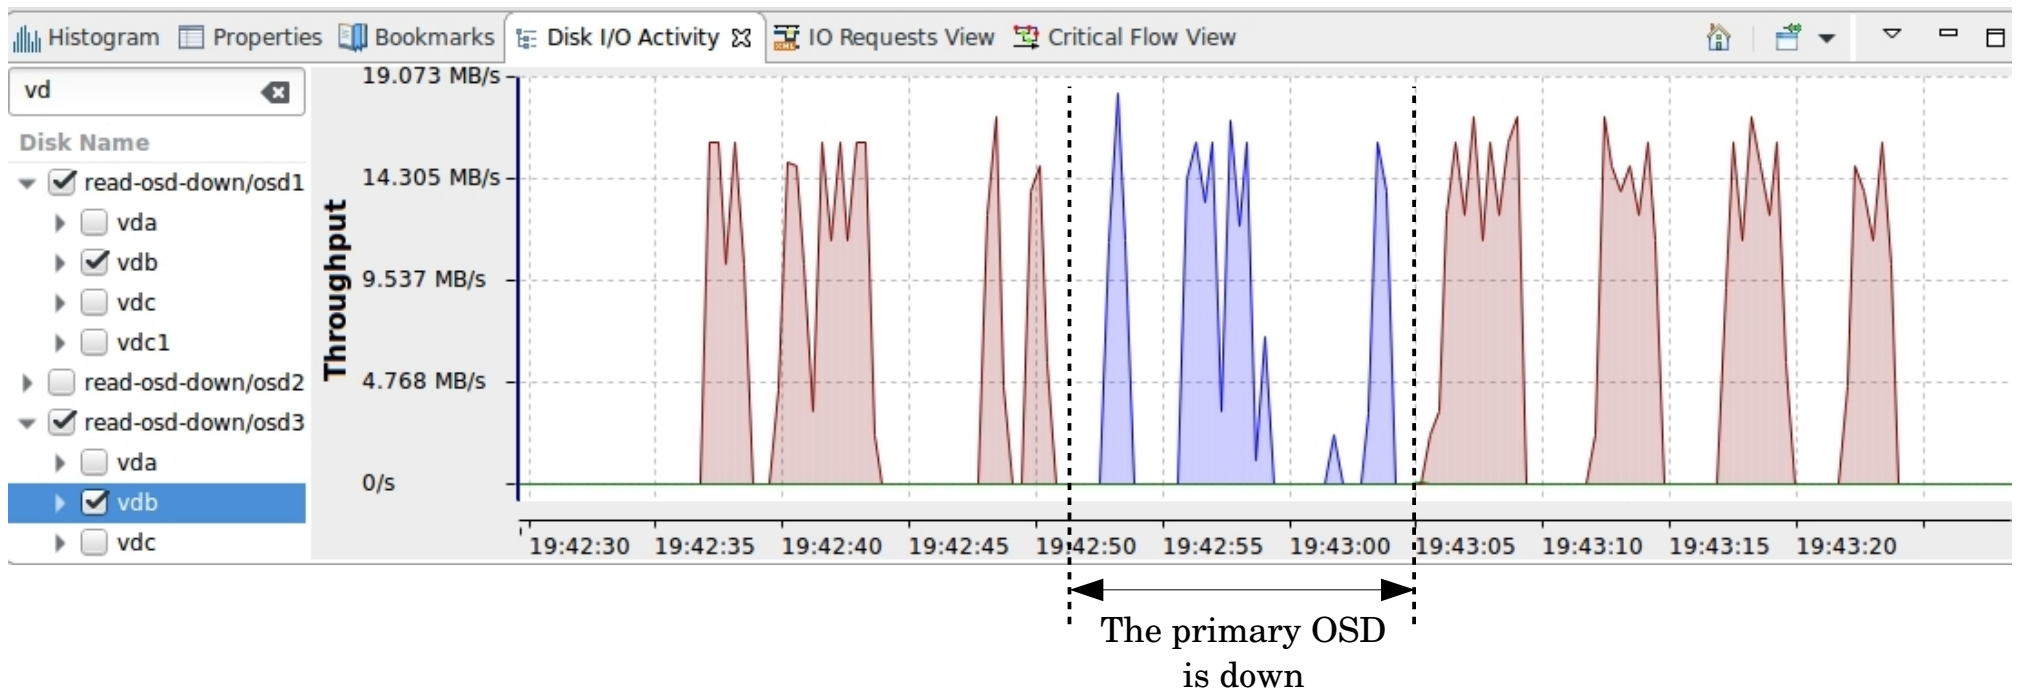 Histogram Properties Bookmarks Disk I/O Activity IO Requests View Critical Flow View
vd
Disk Name
read-osd-down/osd1
vda
vdb
vdc
vdc1
read-osd-down/osd2
read-osd-down/osd3
vda
vdb
vdc
Throughput
19.073 MB/s
14.305 MB/s
9.537 MB/s
4.768 MB/s
0/s
19:42:30 19:42:35 19:42:40 19:42:45 19:42:50 19:42:55 19:43:00 19:43:05 19:43:10 19:43:15 19:43:20
The primary OSD
is down